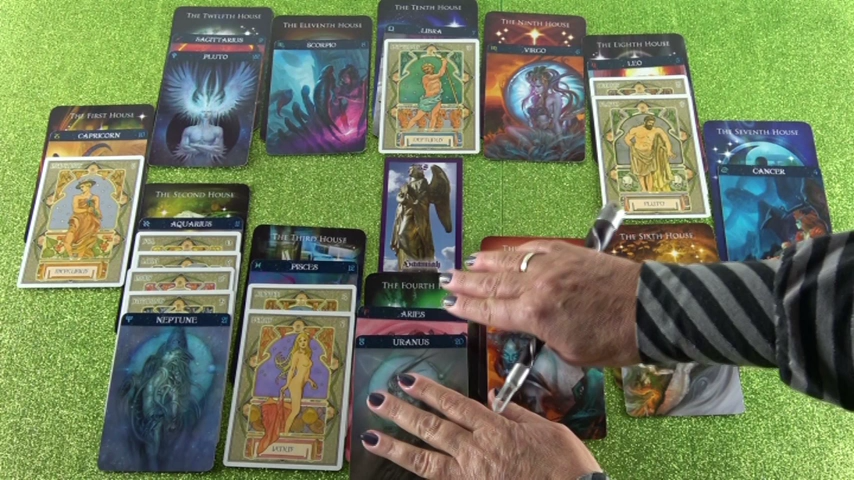 THE TWELFTH HOUSE
SAGITTARIUS
PLUTO
THE ELEVENTH HOUSE
SCORPIO
THE TENTH HOUSE
LIBRA
NEPTUNUS
THE NINTH HOUSE
VIRGO
THE EIGHTH HOUSE
LEO
PLUTO
THE SEVENTH HOUSE
CANCER
THE FIRST HOUSE
CAPRICORN
THE SECOND HOUSE
AQUARIUS
NEPTUNE
THE THIRD HOUSE
PISCES
VENUS
THE FOURTH
ARIES
URANUS
THE SIXTH HOUSE